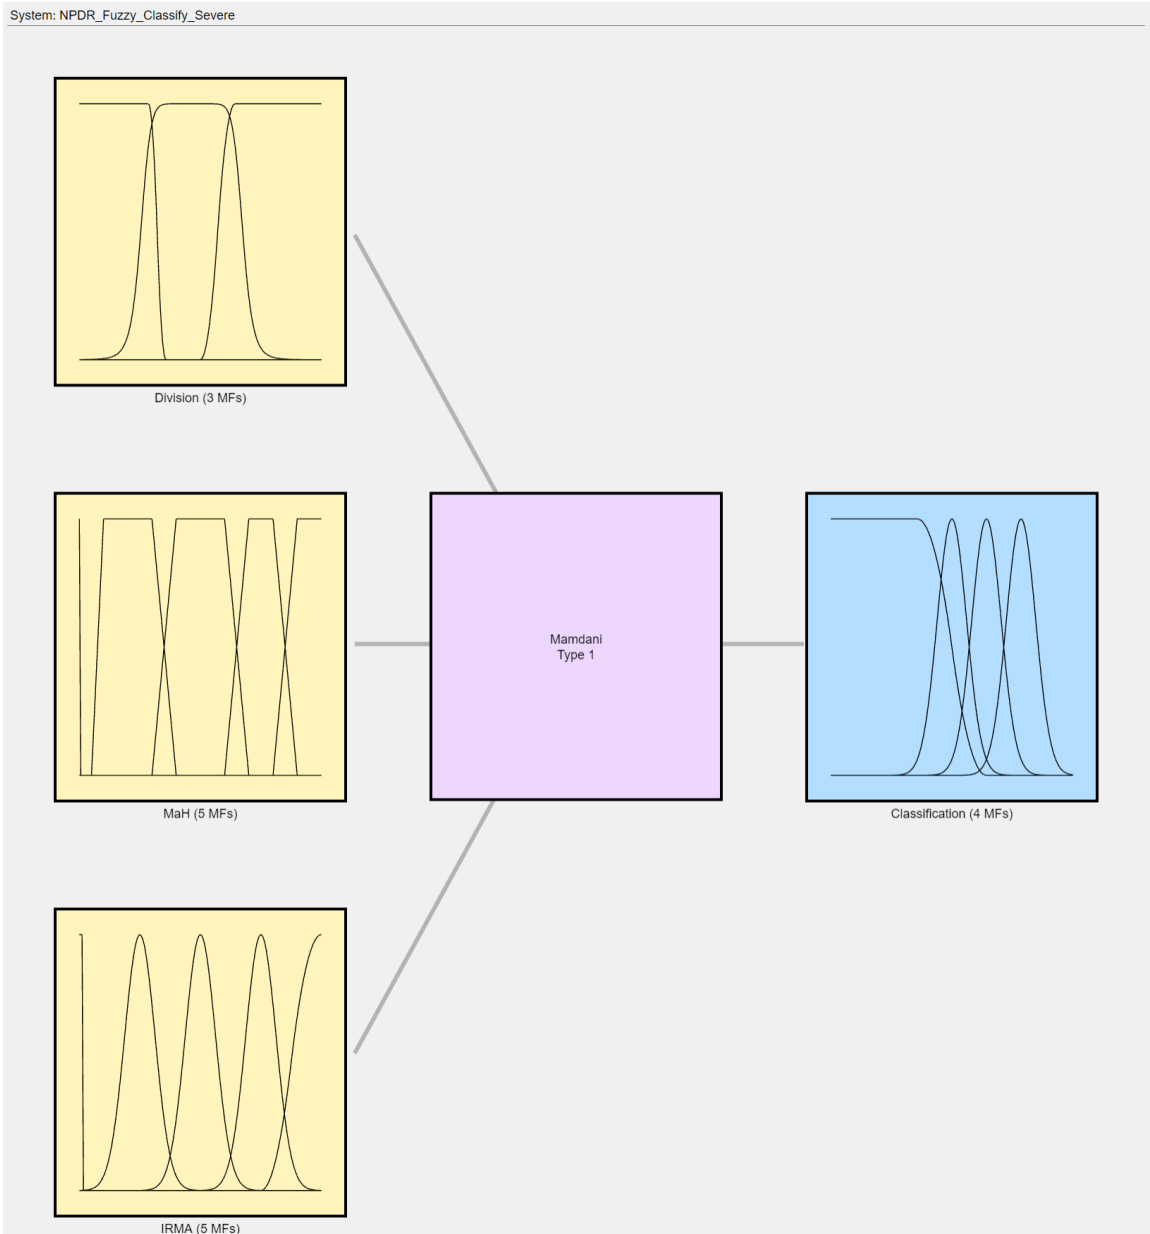 System: NPDR_Fuzzy_Classify_Severe
Division (3 MFs)
Mamdani
Type 1
MaH (5 MFs)
Classification (4 MFs)
IRMA (5 MFs)